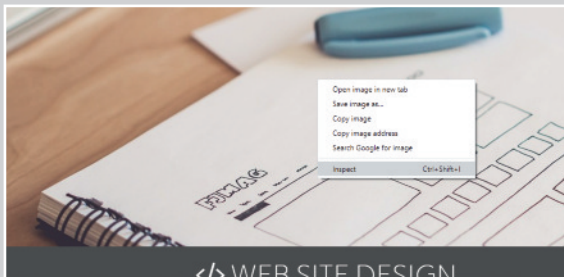 Open image in new tab
Save image as...
Copy image
Copy image address
Search Google for image
Inspect Ctrl+Shift+I
</> WEB SITE DESIGN